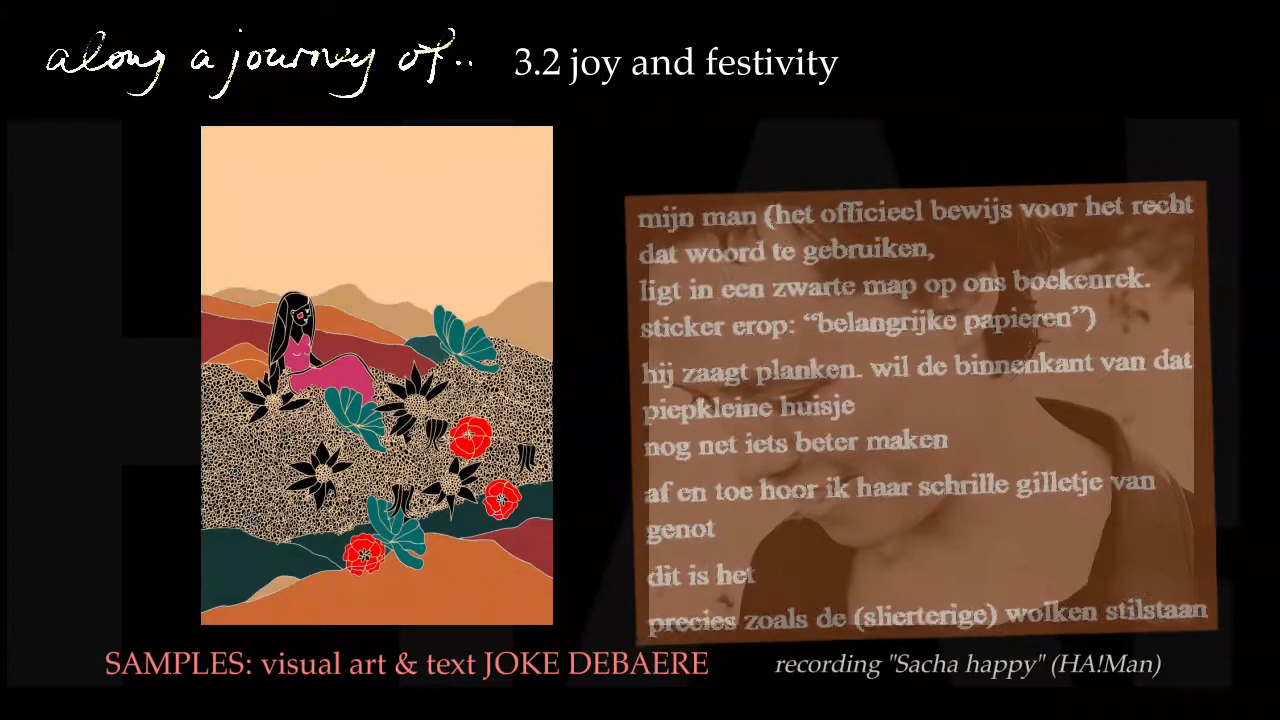 along a journey of..
3.2 joy and festivity
mijn man (het officieel bewijs voor het recht
dat woord te gebruiken,
ligt in een zwarte map op ons boekenrek.
sticker erop: “belangrijke papieren”)
hij zaagt planken. wil de binnenkant van dat
piepkleine huisje
nog net iets beter maken
af en toe hoor ik haar schrille gilletje van
genot
dit is het
precies zoals de (slierterige) wolken stilstaan
SAMPLES: visual art & text JOKE DEBAERE
recording "Sacha happy" (HA!Man)